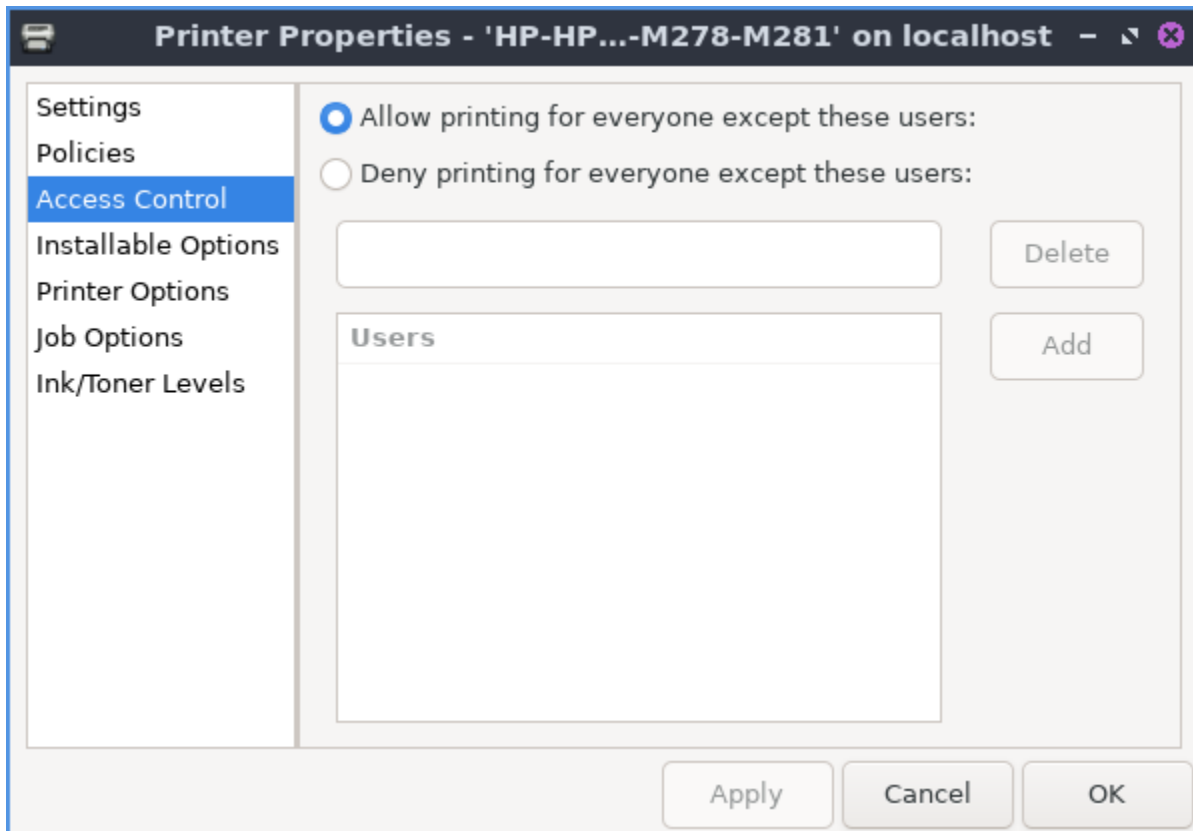 Printer Properties - 'HP-HP...-M278-M281' on localhost
Settings
Policies
Access Control
Installable Options
Printer Options
Job Options
Ink/Toner Levels
Allow printing for everyone except these users:
Deny printing for everyone except these users:
Delete
Users
Add
Apply
Cancel
OK